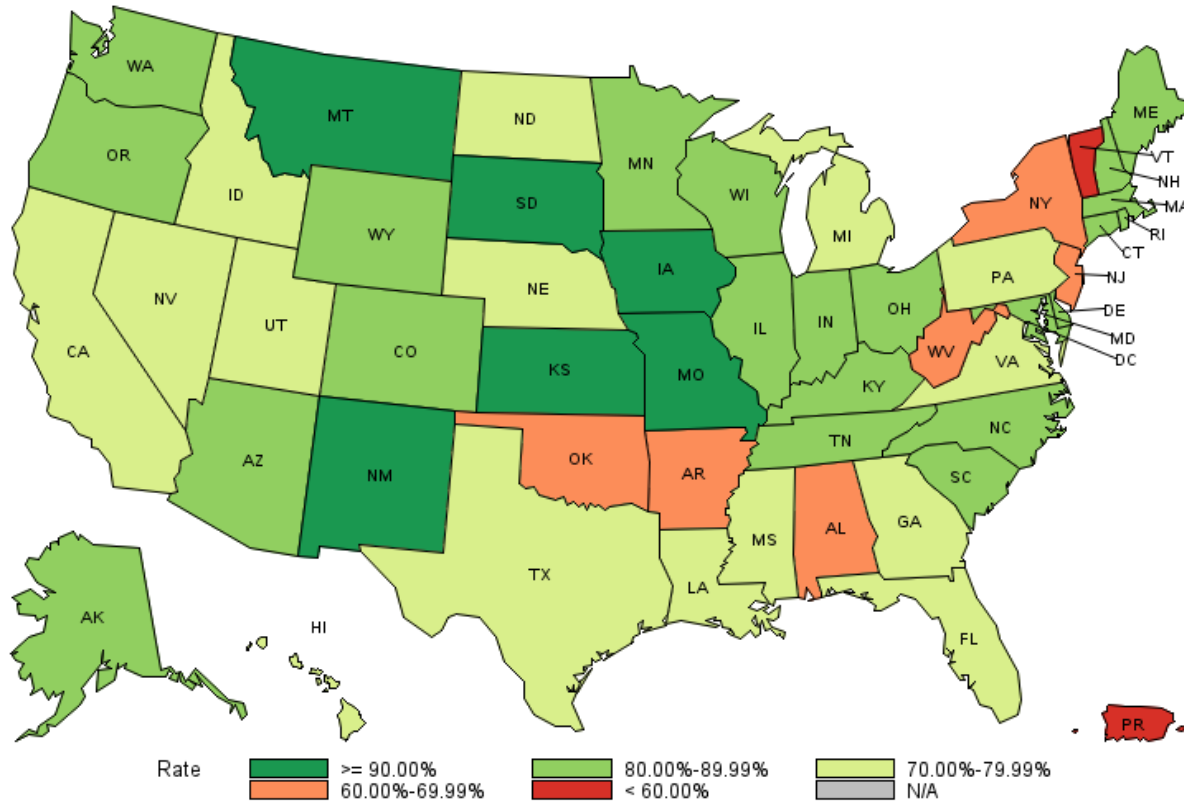 WA
ME
MT
ND
VT
OR
MN
NH
ID
SD
WI
NY
MA
WY
MI
RI
CT
IA
PA
NJ
NE
NV
OH
DE
UT
IL
IN
MD
CA
CO
WV
DC
KS
MO
VA
KY
NC
TN
AZ
OK
AR
SC
NM
AL
GA
MS
TX
LA
AK
HI
FL
PR
Rate >= 90.00% 80.00%-89.99% 70.00%-79.99%
60.00%-69.99% < 60.00% N/A